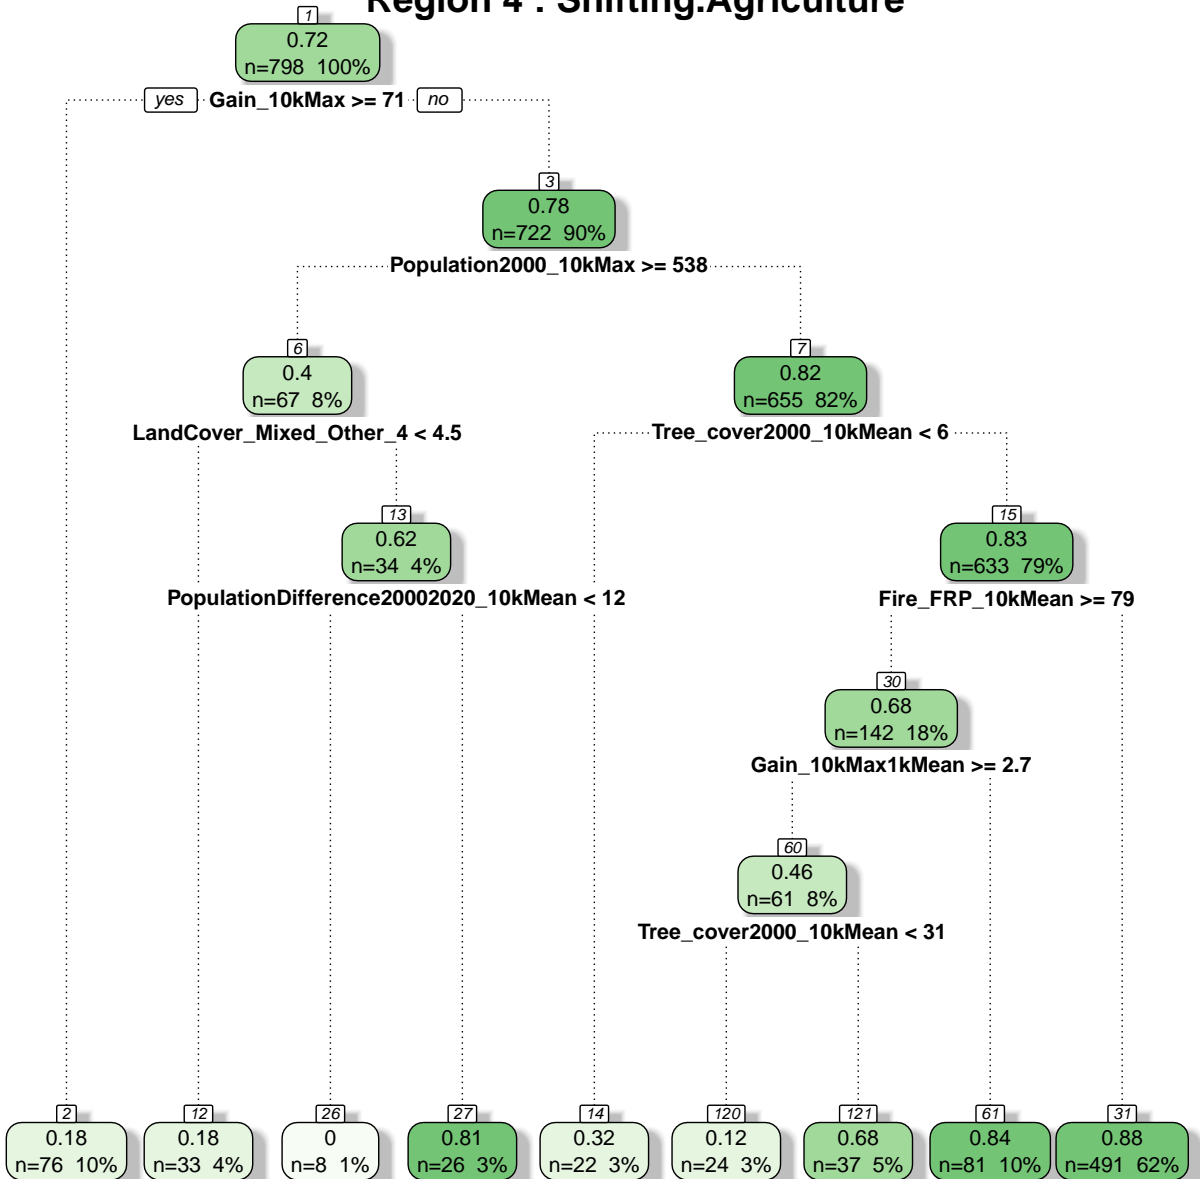 Region 4 : Shifting.Agriculture
1
0.72
n=798 100%
yes Gain_10kMax >= 71 no
3
0.78
n=722 90%
Population2000_10kMax >= 538
6
0.4
n=67 8%
7
0.82
n=655 82%
LandCover_Mixed_Other_4 < 4.5
Tree_cover2000_10kMean < 6
13
0.62
n=34 4%
15
0.83
n=633 79%
PopulationDifference20002020_10kMean < 12
Fire_FRP_10kMean >= 79
30
0.68
n=142 18%
Gain_10kMax1kMean >= 2.7
60
0.46
n=61 8%
Tree_cover2000_10kMean < 31
2
0.18
n=76 10%
12
0.18
n=33 4%
26
0
n=8 1%
27
0.81
n=26 3%
14
0.32
n=22 3%
120
0.12
n=24 3%
121
0.68
n=37 5%
61
0.84
n=81 10%
31
0.88
n=491 62%